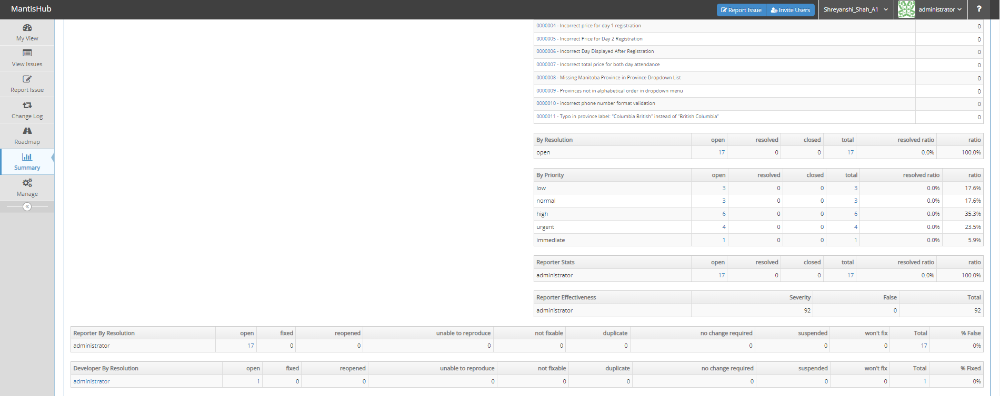 MantisHub
Report Issue
Invite Users
Shreyanshi_Shah_A1
administrator
?
My View
View Issues
Report Issue
Change Log
Roadmap
Summary
Manage
0000004 - Incorrect price for day 1 registration 0
0000005 - Incorrect Price for Day 2 Registration 0
0000006 - Incorrect Day Displayed After Registration 0
0000007 - Incorrect total price for both day attendance 0
0000008 - Missing Manitoba Province in Province Dropdown List 0
0000009 - Provinces not in alphabetical order in dropdown menu 0
0000010 - incorrect phone number format validation 0
0000011 - Typo in province label: "Columbia British" instead of "British Columbia" 0
By Resolution open resolved closed total resolved ratio ratio
open 17 0 0 17 0.0% 100.0%
By Priority open resolved closed total resolved ratio ratio
low 3 0 0 3 0.0% 17.6%
normal 3 0 0 3 0.0% 17.6%
high 6 0 0 6 0.0% 35.3%
urgent 4 0 0 4 0.0% 23.5%
immediate 1 0 0 1 0.0% 5.9%
Reporter Stats open resolved closed total resolved ratio ratio
administrator 17 0 0 17 0.0% 100.0%
Reporter Effectiveness Severity False Total
administrator 92 0 92
Reporter By Resolution open fixed reopened unable to reproduce not fixable duplicate no change required suspended won't fix Total % False
administrator 17 0 0 0 0 0 0 0 0 17 0%
Developer By Resolution open fixed reopened unable to reproduce not fixable duplicate no change required suspended won't fix Total % Fixed
administrator 1 0 0 0 0 0 0 0 0 1 0%